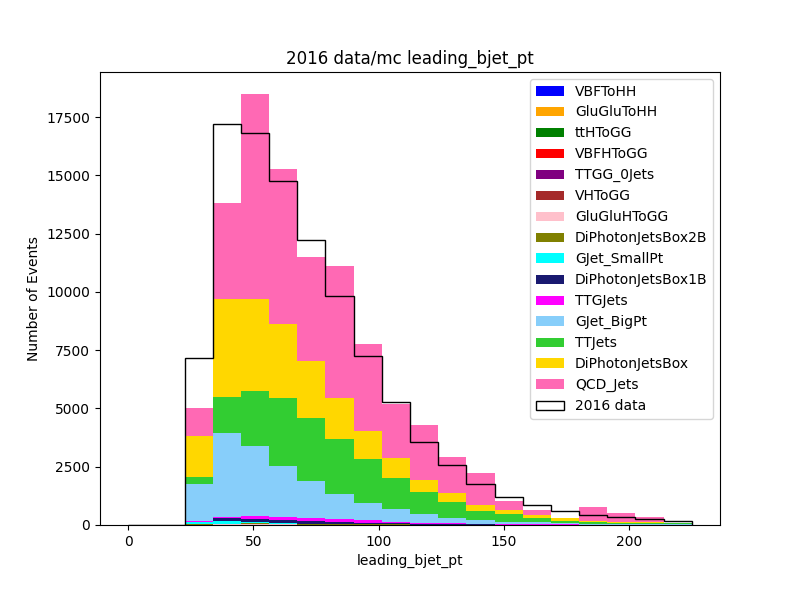 2016 data/mc leading_bjet_pt
Number of Events
17500
15000
12500
10000
7500
5000
2500
0
0
50
100
150
200
leading_bjet_pt
VBFToHH
GluGluToHH
ttHToGG
VBFHToGG
TTGG_0Jets
VHToGG
GluGluHToGG
DiPhotonJetsBox2B
GJet_SmallPt
DiPhotonJetsBox1B
TTGJets
GJet_BigPt
TTJets
DiPhotonJetsBox
QCD_Jets
2016 data